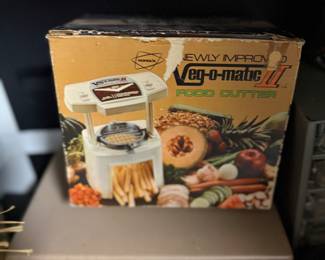 NEWLY IMPROVED
Veg-o-matic II
FOOD CUTTER